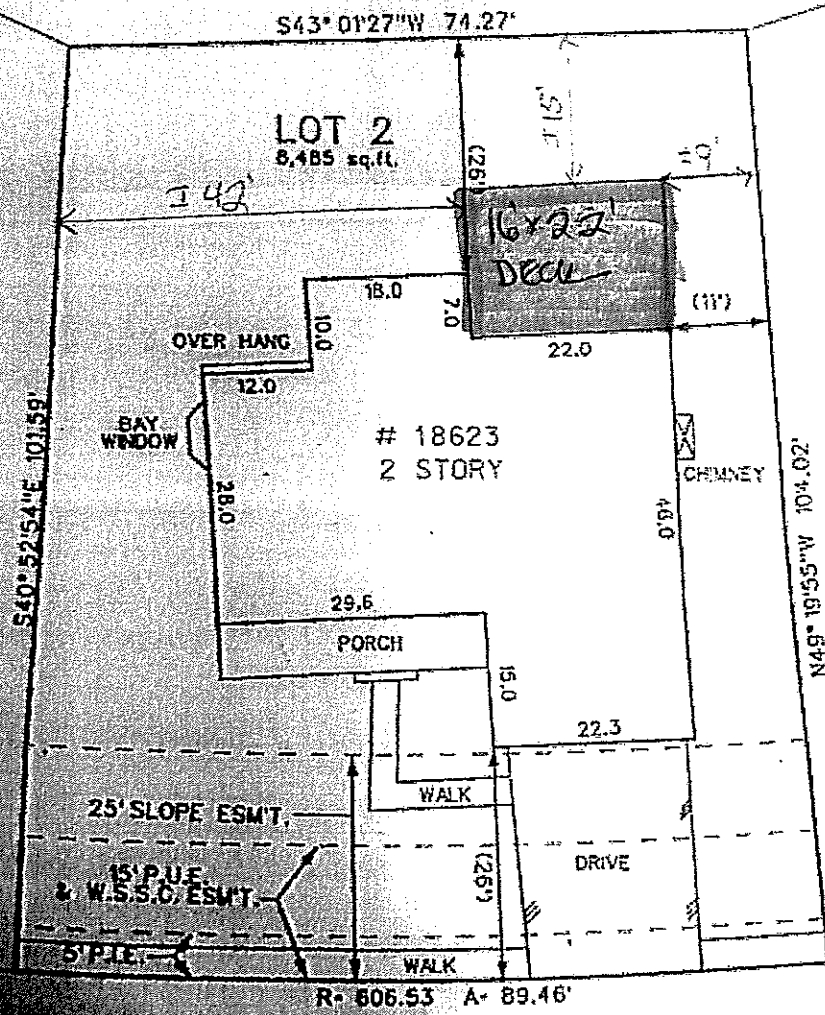 S43° 01'27"W 74.27'
LOT 2
8,485 sq.ft.
(26')
± 15'
± 42'
16'x22'
DECK
18.0
7.0
10.0
(11')
22.0
OVER HANG
12.0
BAY
WINDOW
# 18623
2 STORY
CHIMNEY
28.0
46.0
S40° 52'54"E 101.59'
N49° 19'55"W 104.02'
29.6
PORCH
15.0
22.3
WALK
25' SLOPE ESM'T.
15' P.U.E.
& W.S.S.C. ESM'T.
(26')
DRIVE
5' P.I.E.
WALK
R= 606.53 A= 89.46'